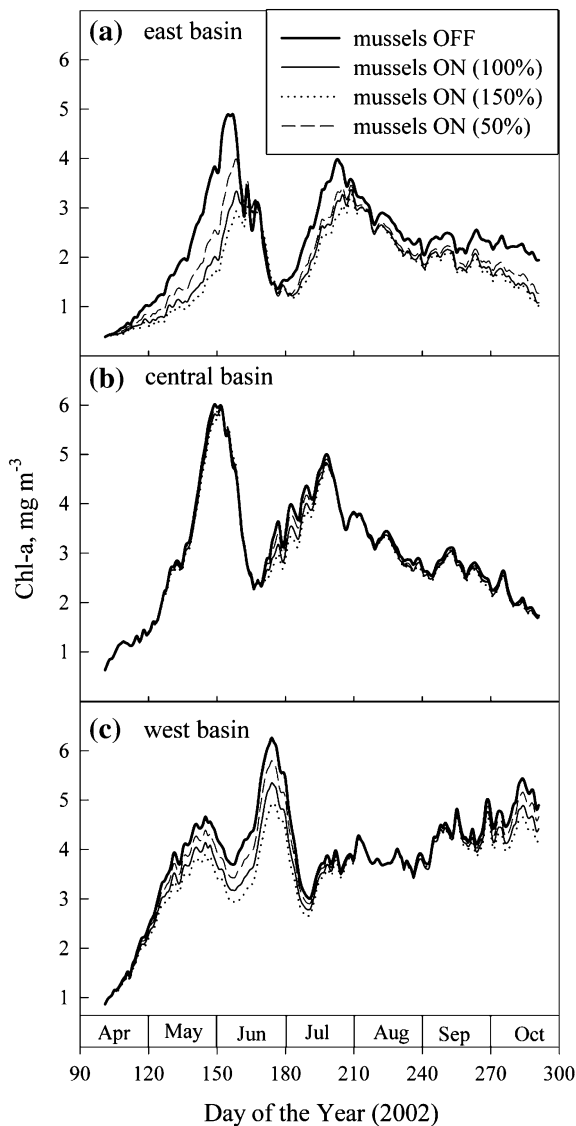 (a) east basin
mussels OFF
mussels ON (100%)
mussels ON (150%)
mussels ON (50%)
6
5
4
3
2
1
(b) central basin
6
5
4
3
2
1
Chl-a, mg m-3
(c) west basin
6
5
4
3
2
1
Apr May Jun Jul Aug Sep Oct
90 120 150 180 210 240 270 300
Day of the Year (2002)